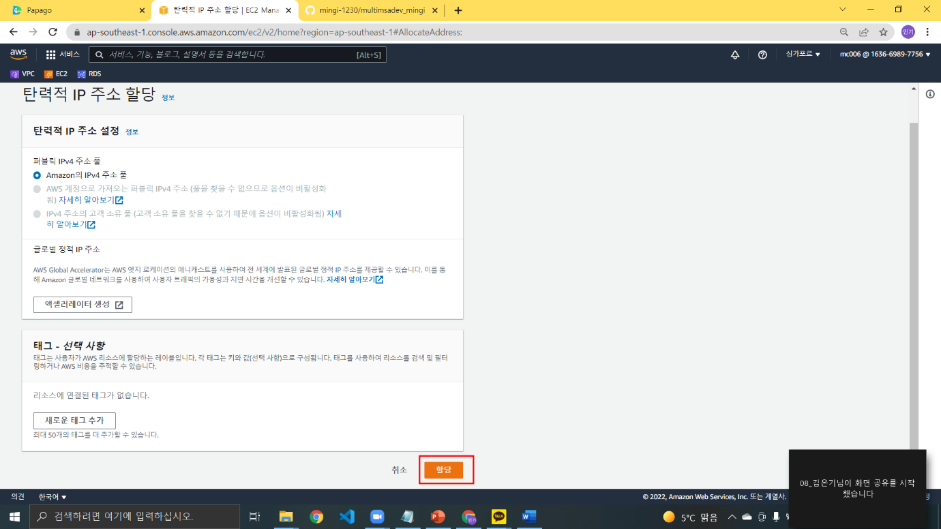 Papago
탄력적 IP 주소 할당 | EC2 Mana
mingi-1230/multimsadev_mingi
ap-southeast-1.console.aws.amazon.com/ec2/v2/home?region=ap-southeast-1#AllocateAddress:
민기
aws
서비스
서비스, 기능, 블로그, 설명서 등을 검색합니다.
[Alt+S]
싱가포르
mc006 @ 1636-6989-7756
VPC
EC2
RDS
탄력적 IP 주소 할당 정보
탄력적 IP 주소 설정 정보
퍼블릭 IPv4 주소 풀
Amazon의 IPv4 주소 풀
AWS 계정으로 가져오는 퍼블릭 IPv4 주소 (풀을 찾을 수 없으므로 옵션이 비활성화
됨) 자세히 알아보기
IPv4 주소의 고객 소유 풀 (고객 소유 풀을 찾을 수 없기 때문에 옵션이 비활성화됨) 자세
히 알아보기
글로벌 정적 IP 주소
AWS Global Accelerator는 AWS 엣지 로케이션의 애니캐스트를 사용하여 전 세계에 발표된 글로벌 정적 IP 주소를 제공할 수 있습니다. 이를 통
해 Amazon 글로벌 네트워크를 사용하여 사용자 트래픽의 가용성과 지연 시간을 개선할 수 있습니다. 자세히 알아보기
액셀러레이터 생성
태그 - 선택 사항
태그는 사용자가 AWS 리소스에 할당하는 레이블입니다. 각 태그는 키와 값(선택 사항)으로 구성됩니다. 태그를 사용하여 리소스를 검색 및 필터
링하거나 AWS 비용을 추적할 수 있습니다.
리소스에 연결된 태그가 없습니다.
새로운 태그 추가
최대 50개의 태그를 더 추가할 수 있습니다.
취소
할당
08_김은기님이 화면 공유를 시작
했습니다
의견
한국어
© 2022, Amazon Web Services, Inc. 또는 계열사.
검색하려면 여기에 입력하십시오.
5°C 맑음